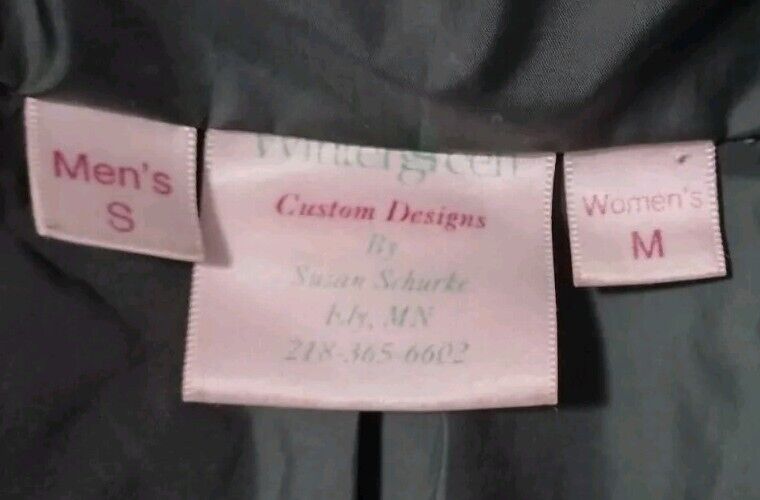 Men's
S
Wintergreen
Custom Designs
By
Susan Schurke
Ely, MN
218-365-6602
Women's
M